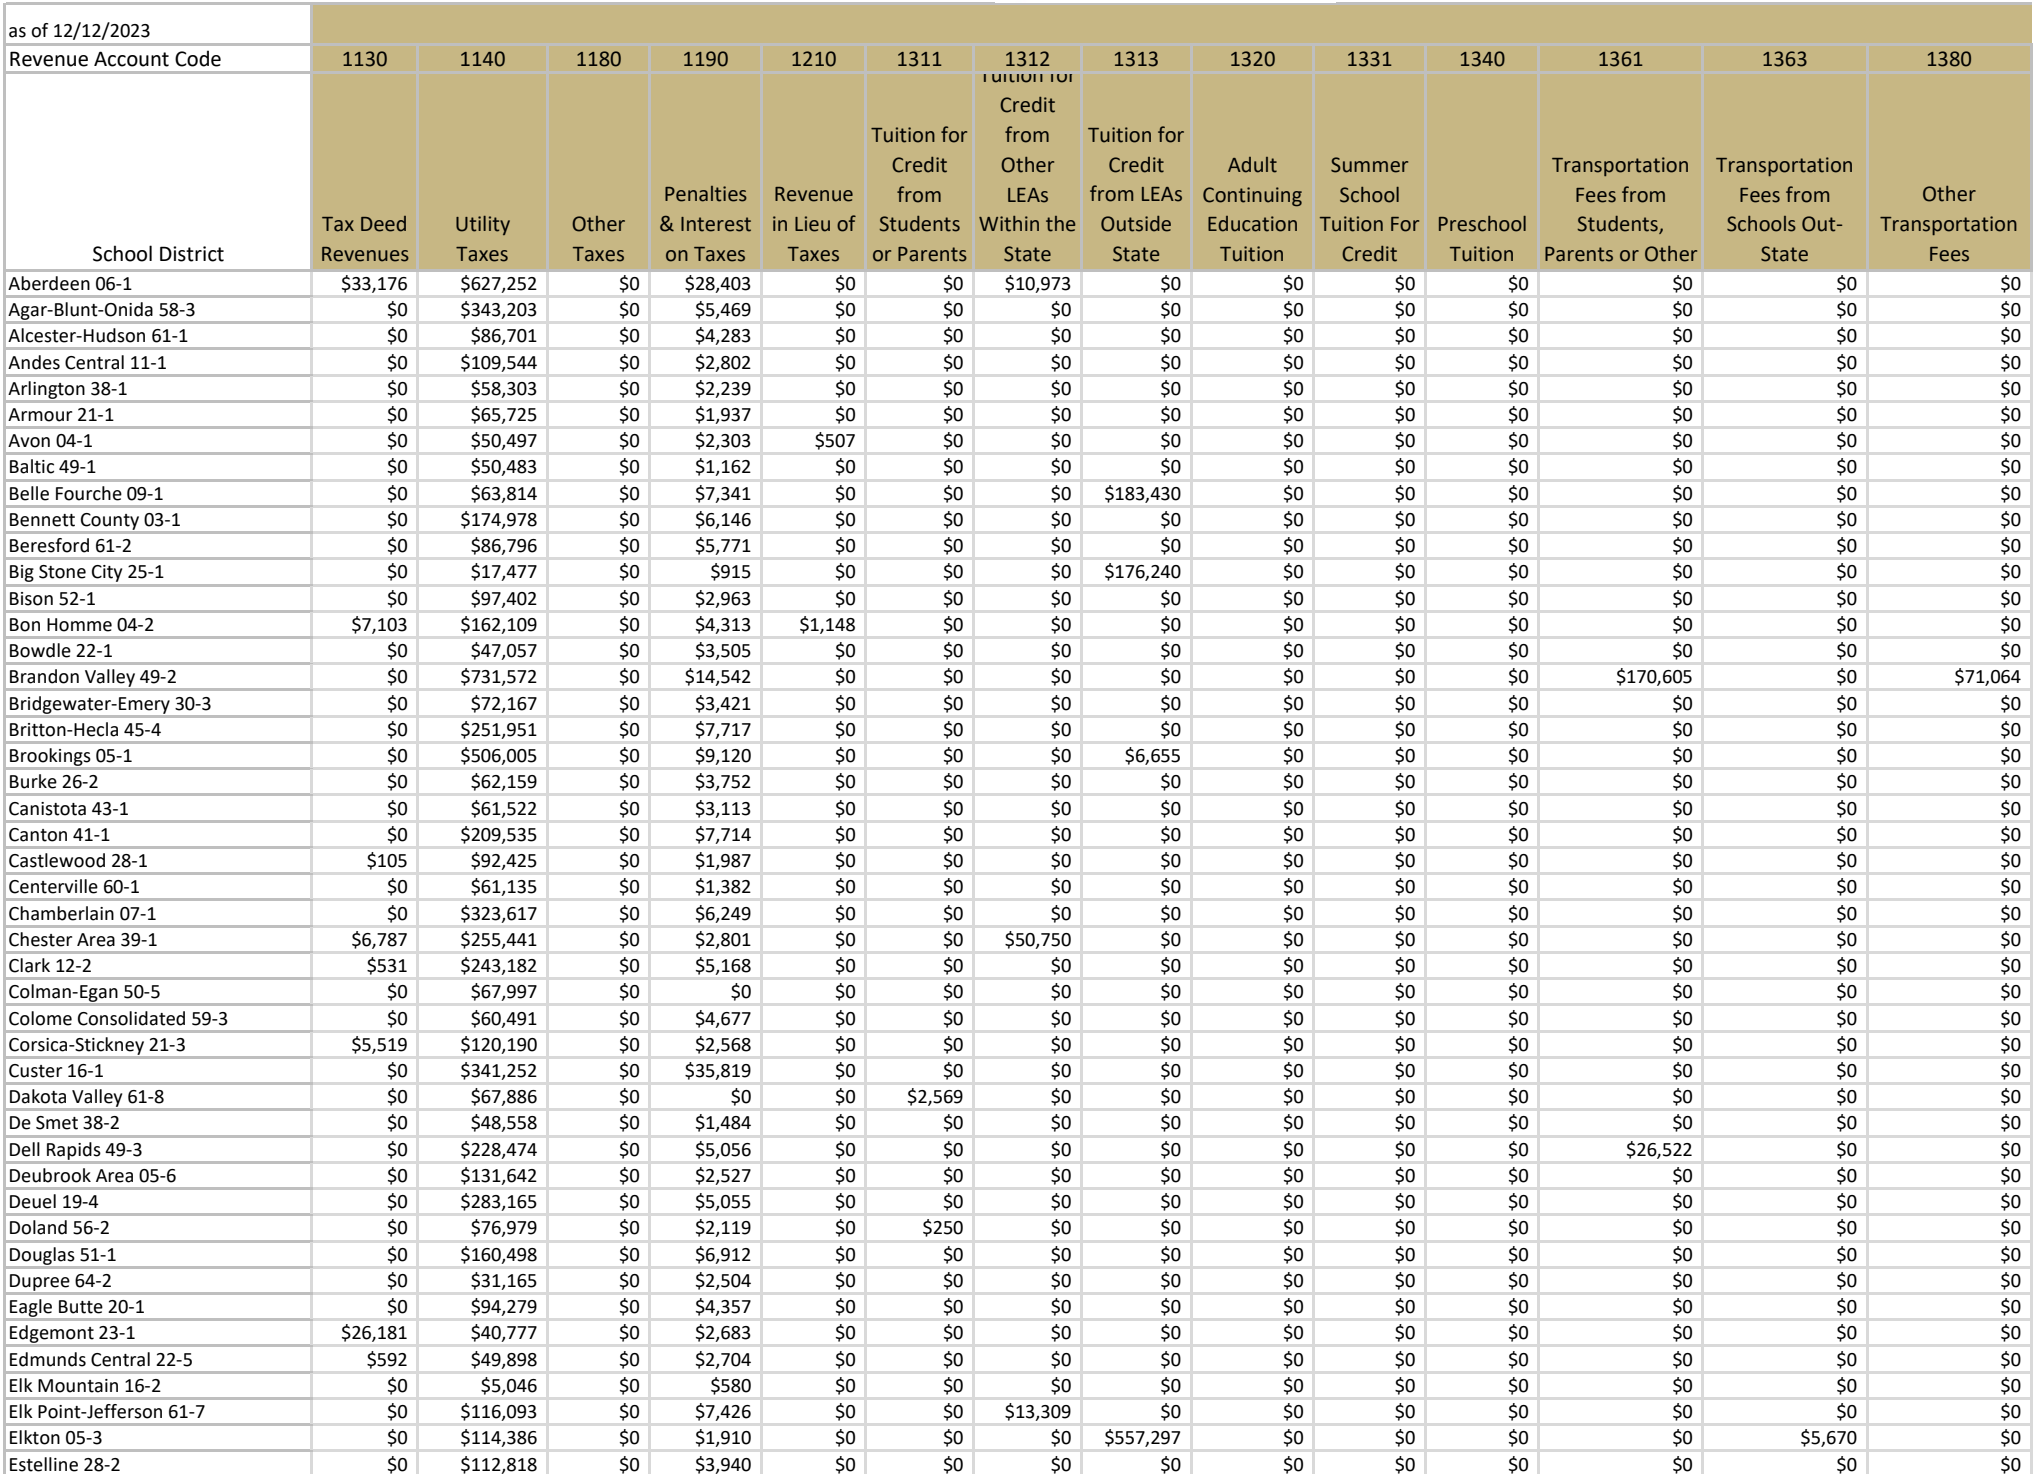 as of 12/12/2023
Revenue Account Code 1130 1140 1180 1190 1210 1311 1312 1313 1320 1331 1340 1361 1363 1380
School District
Tax Deed
Revenues
Utility
Taxes
Other
Taxes
Penalties
& Interest
on Taxes
Revenue
in Lieu of
Taxes
Tuition for
Credit
from
Students
or Parents
Tuition for
Credit
from
Other
LEAs
Within the
State
Tuition for
Credit
from LEAs
Outside
State
Adult
Continuing
Education
Tuition
Summer
School
Tuition For
Credit
Preschool
Tuition
Transportation
Fees from
Students,
Parents or Other
Transportation
Fees from
Schools Out-
State
Other
Transportation
Fees
Aberdeen 06-1 $33,176 $627,252 $0 $28,403 $0 $0 $10,973 $0 $0 $0 $0 $0 $0 $0
Agar-Blunt-Onida 58-3 $0 $343,203 $0 $5,469 $0 $0 $0 $0 $0 $0 $0 $0 $0 $0
Alcester-Hudson 61-1 $0 $86,701 $0 $4,283 $0 $0 $0 $0 $0 $0 $0 $0 $0 $0
Andes Central 11-1 $0 $109,544 $0 $2,802 $0 $0 $0 $0 $0 $0 $0 $0 $0 $0
Arlington 38-1 $0 $58,303 $0 $2,239 $0 $0 $0 $0 $0 $0 $0 $0 $0 $0
Armour 21-1 $0 $65,725 $0 $1,937 $0 $0 $0 $0 $0 $0 $0 $0 $0 $0
Avon 04-1 $0 $50,497 $0 $2,303 $507 $0 $0 $0 $0 $0 $0 $0 $0 $0
Baltic 49-1 $0 $50,483 $0 $1,162 $0 $0 $0 $0 $0 $0 $0 $0 $0 $0
Belle Fourche 09-1 $0 $63,814 $0 $7,341 $0 $0 $0 $183,430 $0 $0 $0 $0 $0 $0
Bennett County 03-1 $0 $174,978 $0 $6,146 $0 $0 $0 $0 $0 $0 $0 $0 $0 $0
Beresford 61-2 $0 $86,796 $0 $5,771 $0 $0 $0 $0 $0 $0 $0 $0 $0 $0
Big Stone City 25-1 $0 $17,477 $0 $915 $0 $0 $0 $176,240 $0 $0 $0 $0 $0 $0
Bison 52-1 $0 $97,402 $0 $2,963 $0 $0 $0 $0 $0 $0 $0 $0 $0 $0
Bon Homme 04-2 $7,103 $162,109 $0 $4,313 $1,148 $0 $0 $0 $0 $0 $0 $0 $0 $0
Bowdle 22-1 $0 $47,057 $0 $3,505 $0 $0 $0 $0 $0 $0 $0 $0 $0 $0
Brandon Valley 49-2 $0 $731,572 $0 $14,542 $0 $0 $0 $0 $0 $0 $0 $170,605 $0 $71,064
Bridgewater-Emery 30-3 $0 $72,167 $0 $3,421 $0 $0 $0 $0 $0 $0 $0 $0 $0 $0
Britton-Hecla 45-4 $0 $251,951 $0 $7,717 $0 $0 $0 $0 $0 $0 $0 $0 $0 $0
Brookings 05-1 $0 $506,005 $0 $9,120 $0 $0 $0 $6,655 $0 $0 $0 $0 $0 $0
Burke 26-2 $0 $62,159 $0 $3,752 $0 $0 $0 $0 $0 $0 $0 $0 $0 $0
Canistota 43-1 $0 $61,522 $0 $3,113 $0 $0 $0 $0 $0 $0 $0 $0 $0 $0
Canton 41-1 $0 $209,535 $0 $7,714 $0 $0 $0 $0 $0 $0 $0 $0 $0 $0
Castlewood 28-1 $105 $92,425 $0 $1,987 $0 $0 $0 $0 $0 $0 $0 $0 $0 $0
Centerville 60-1 $0 $61,135 $0 $1,382 $0 $0 $0 $0 $0 $0 $0 $0 $0 $0
Chamberlain 07-1 $0 $323,617 $0 $6,249 $0 $0 $0 $0 $0 $0 $0 $0 $0 $0
Chester Area 39-1 $6,787 $255,441 $0 $2,801 $0 $0 $50,750 $0 $0 $0 $0 $0 $0 $0
Clark 12-2 $531 $243,182 $0 $5,168 $0 $0 $0 $0 $0 $0 $0 $0 $0 $0
Colman-Egan 50-5 $0 $67,997 $0 $0 $0 $0 $0 $0 $0 $0 $0 $0 $0 $0
Colome Consolidated 59-3 $0 $60,491 $0 $4,677 $0 $0 $0 $0 $0 $0 $0 $0 $0 $0
Corsica-Stickney 21-3 $5,519 $120,190 $0 $2,568 $0 $0 $0 $0 $0 $0 $0 $0 $0 $0
Custer 16-1 $0 $341,252 $0 $35,819 $0 $0 $0 $0 $0 $0 $0 $0 $0 $0
Dakota Valley 61-8 $0 $67,886 $0 $0 $0 $2,569 $0 $0 $0 $0 $0 $0 $0 $0
De Smet 38-2 $0 $48,558 $0 $1,484 $0 $0 $0 $0 $0 $0 $0 $0 $0 $0
Dell Rapids 49-3 $0 $228,474 $0 $5,056 $0 $0 $0 $0 $0 $0 $0 $26,522 $0 $0
Deubrook Area 05-6 $0 $131,642 $0 $2,527 $0 $0 $0 $0 $0 $0 $0 $0 $0 $0
Deuel 19-4 $0 $283,165 $0 $5,055 $0 $0 $0 $0 $0 $0 $0 $0 $0 $0
Doland 56-2 $0 $76,979 $0 $2,119 $0 $250 $0 $0 $0 $0 $0 $0 $0 $0
Douglas 51-1 $0 $160,498 $0 $6,912 $0 $0 $0 $0 $0 $0 $0 $0 $0 $0
Dupree 64-2 $0 $31,165 $0 $2,504 $0 $0 $0 $0 $0 $0 $0 $0 $0 $0
Eagle Butte 20-1 $0 $94,279 $0 $4,357 $0 $0 $0 $0 $0 $0 $0 $0 $0 $0
Edgemont 23-1 $26,181 $40,777 $0 $2,683 $0 $0 $0 $0 $0 $0 $0 $0 $0 $0
Edmunds Central 22-5 $592 $49,898 $0 $2,704 $0 $0 $0 $0 $0 $0 $0 $0 $0 $0
Elk Mountain 16-2 $0 $5,046 $0 $580 $0 $0 $0 $0 $0 $0 $0 $0 $0 $0
Elk Point-Jefferson 61-7 $0 $116,093 $0 $7,426 $0 $0 $13,309 $0 $0 $0 $0 $0 $0 $0
Elkton 05-3 $0 $114,386 $0 $1,910 $0 $0 $0 $557,297 $0 $0 $0 $0 $5,670 $0
Estelline 28-2 $0 $112,818 $0 $3,940 $0 $0 $0 $0 $0 $0 $0 $0 $0 $0